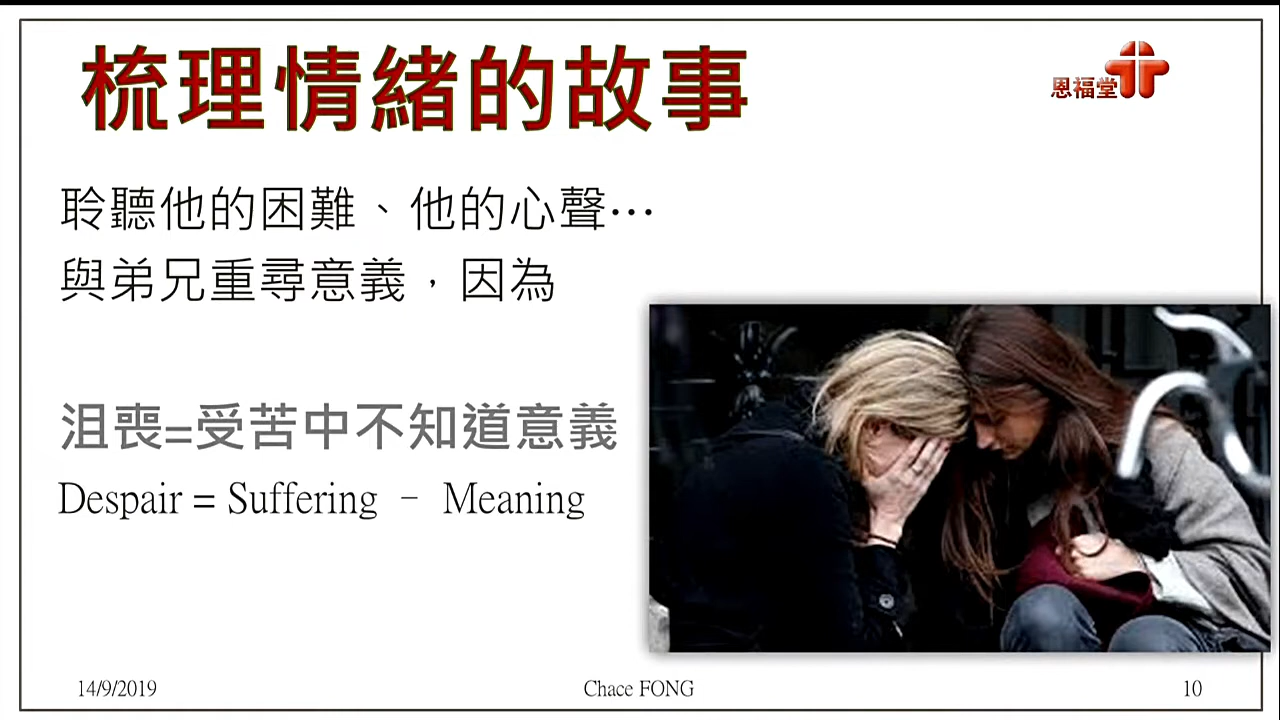 梳理情緒的故事
恩福堂
聆聽他的困難、他的心聲…
與弟兄重尋意義，因為
沮喪=受苦中不知道意義
Despair = Suffering － Meaning
14/9/2019
Chace FONG
10